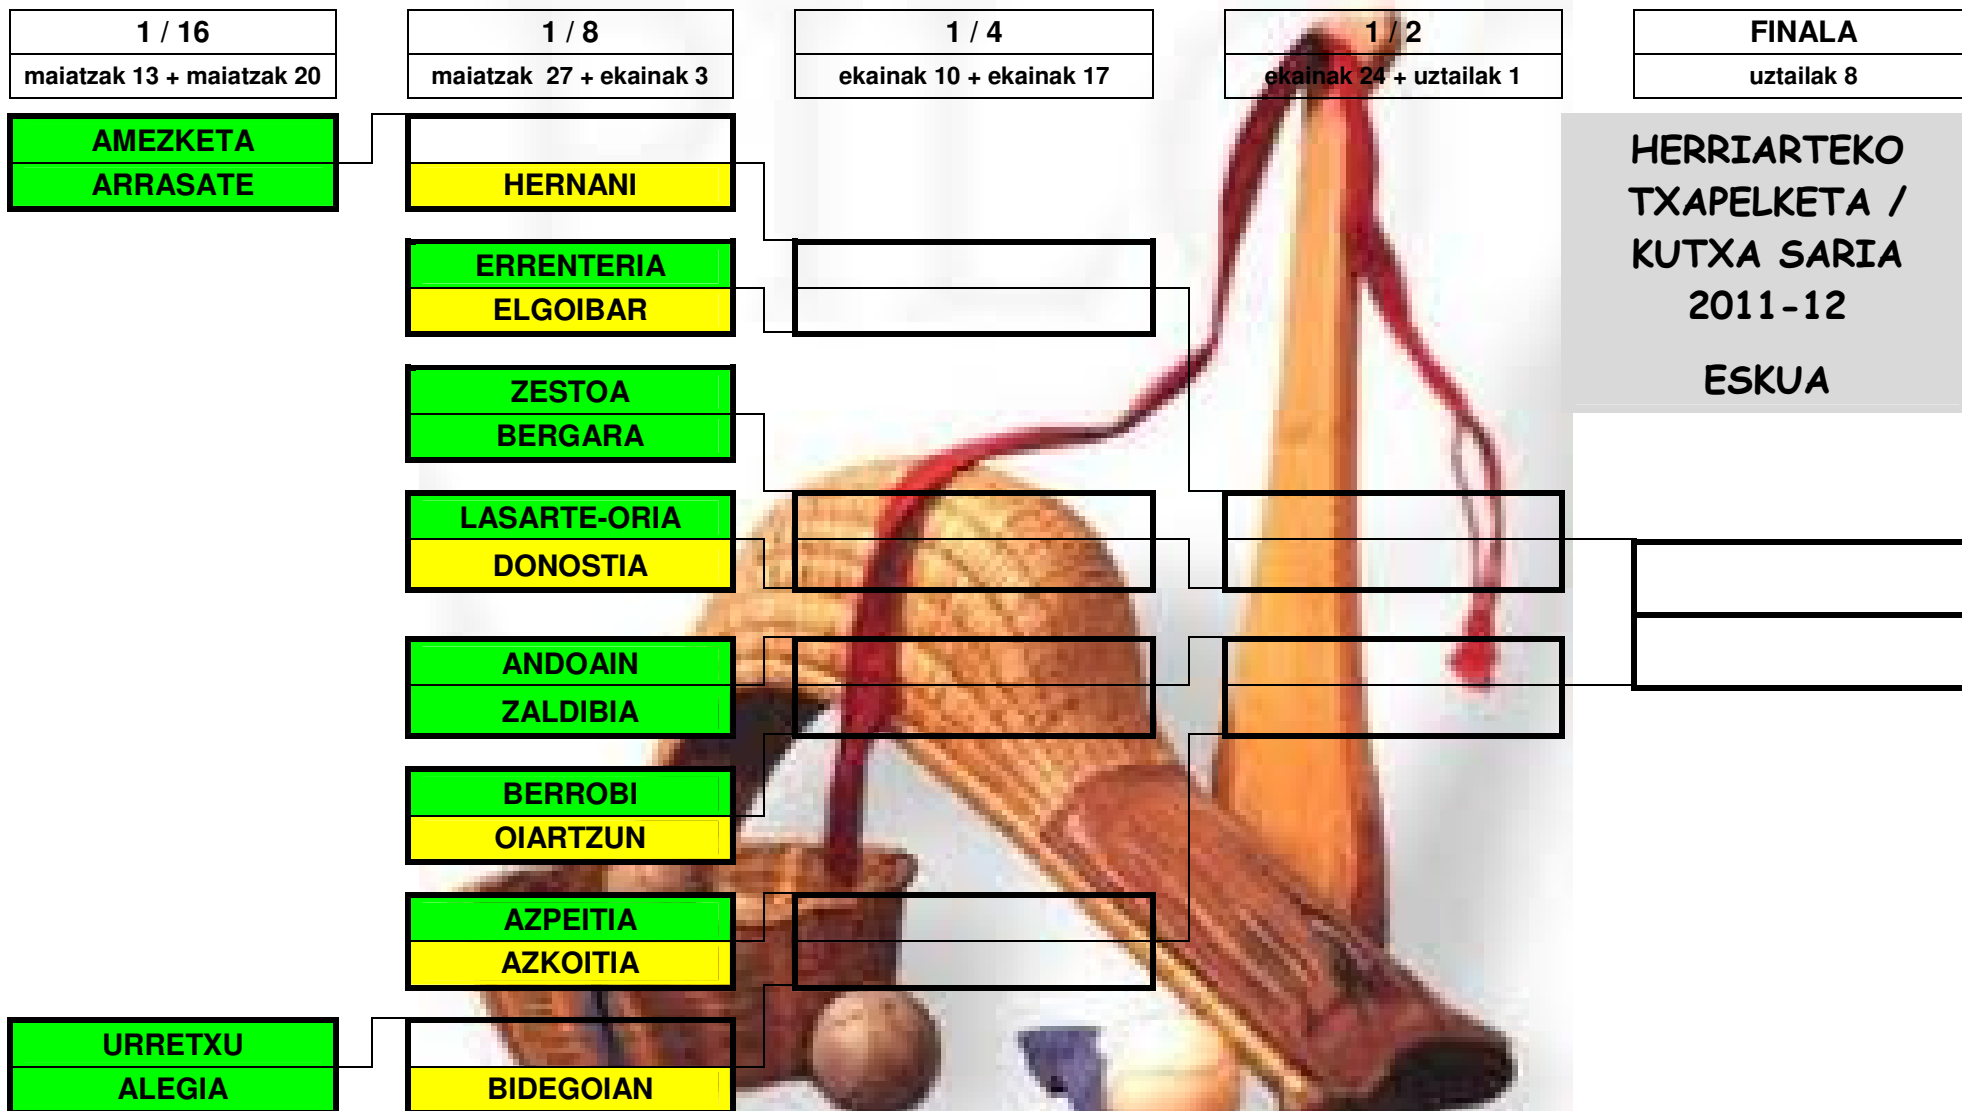 1 / 16
maiatzak 13 + maiatzak 20
1 / 8
maiatzak  27 + ekainak 3
1 / 4
ekainak 10 + ekainak 17
1 / 2
ekainak 24 + uztailak 1
FINALA
uztailak 8
HERRIARTEKO
TXAPELKETA /
KUTXA SARIA
2011-12
ESKUA
AMEZKETA
ARRASATE
HERNANI
ERRENTERIA
ELGOIBAR
ZESTOA
BERGARA
LASARTE-ORIA
DONOSTIA
ANDOAIN
ZALDIBIA
BERROBI
OIARTZUN
AZPEITIA
AZKOITIA
URRETXU
ALEGIA
BIDEGOIAN